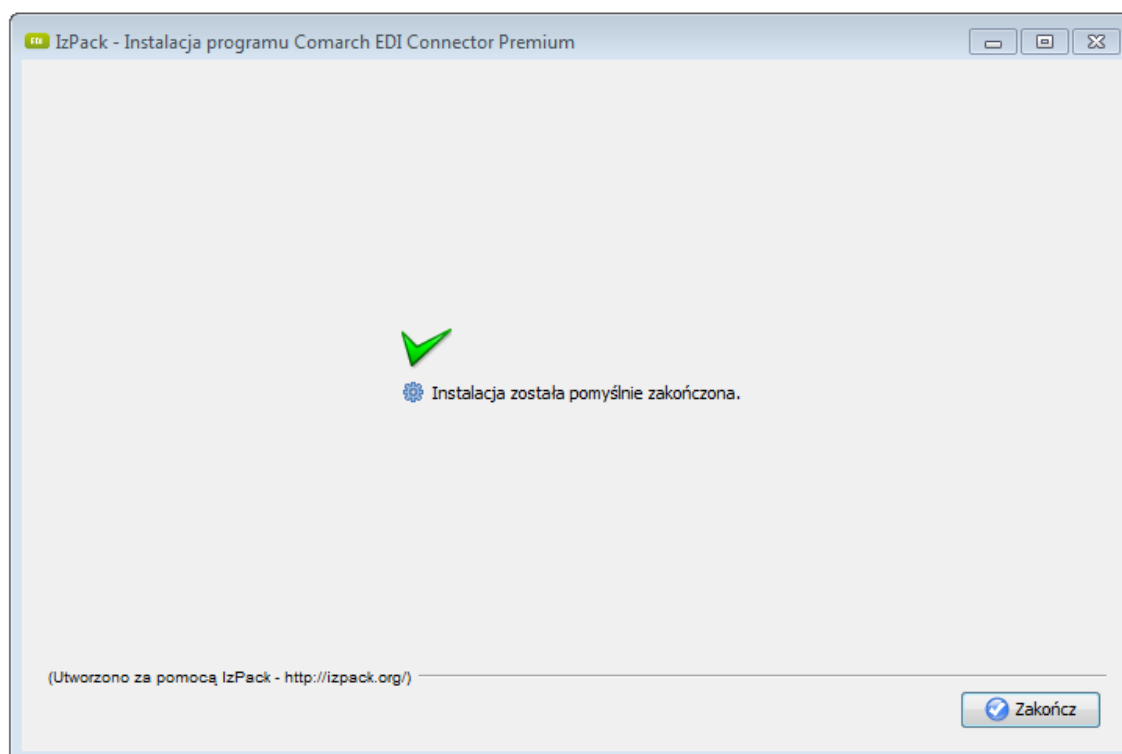 EDI IzPack - Instalacja programu Comarch EDI Connector Premium
Instalacja została pomyślnie zakończona.
(Utworzono za pomocą IzPack - http://izpack.org/)
Zakończ